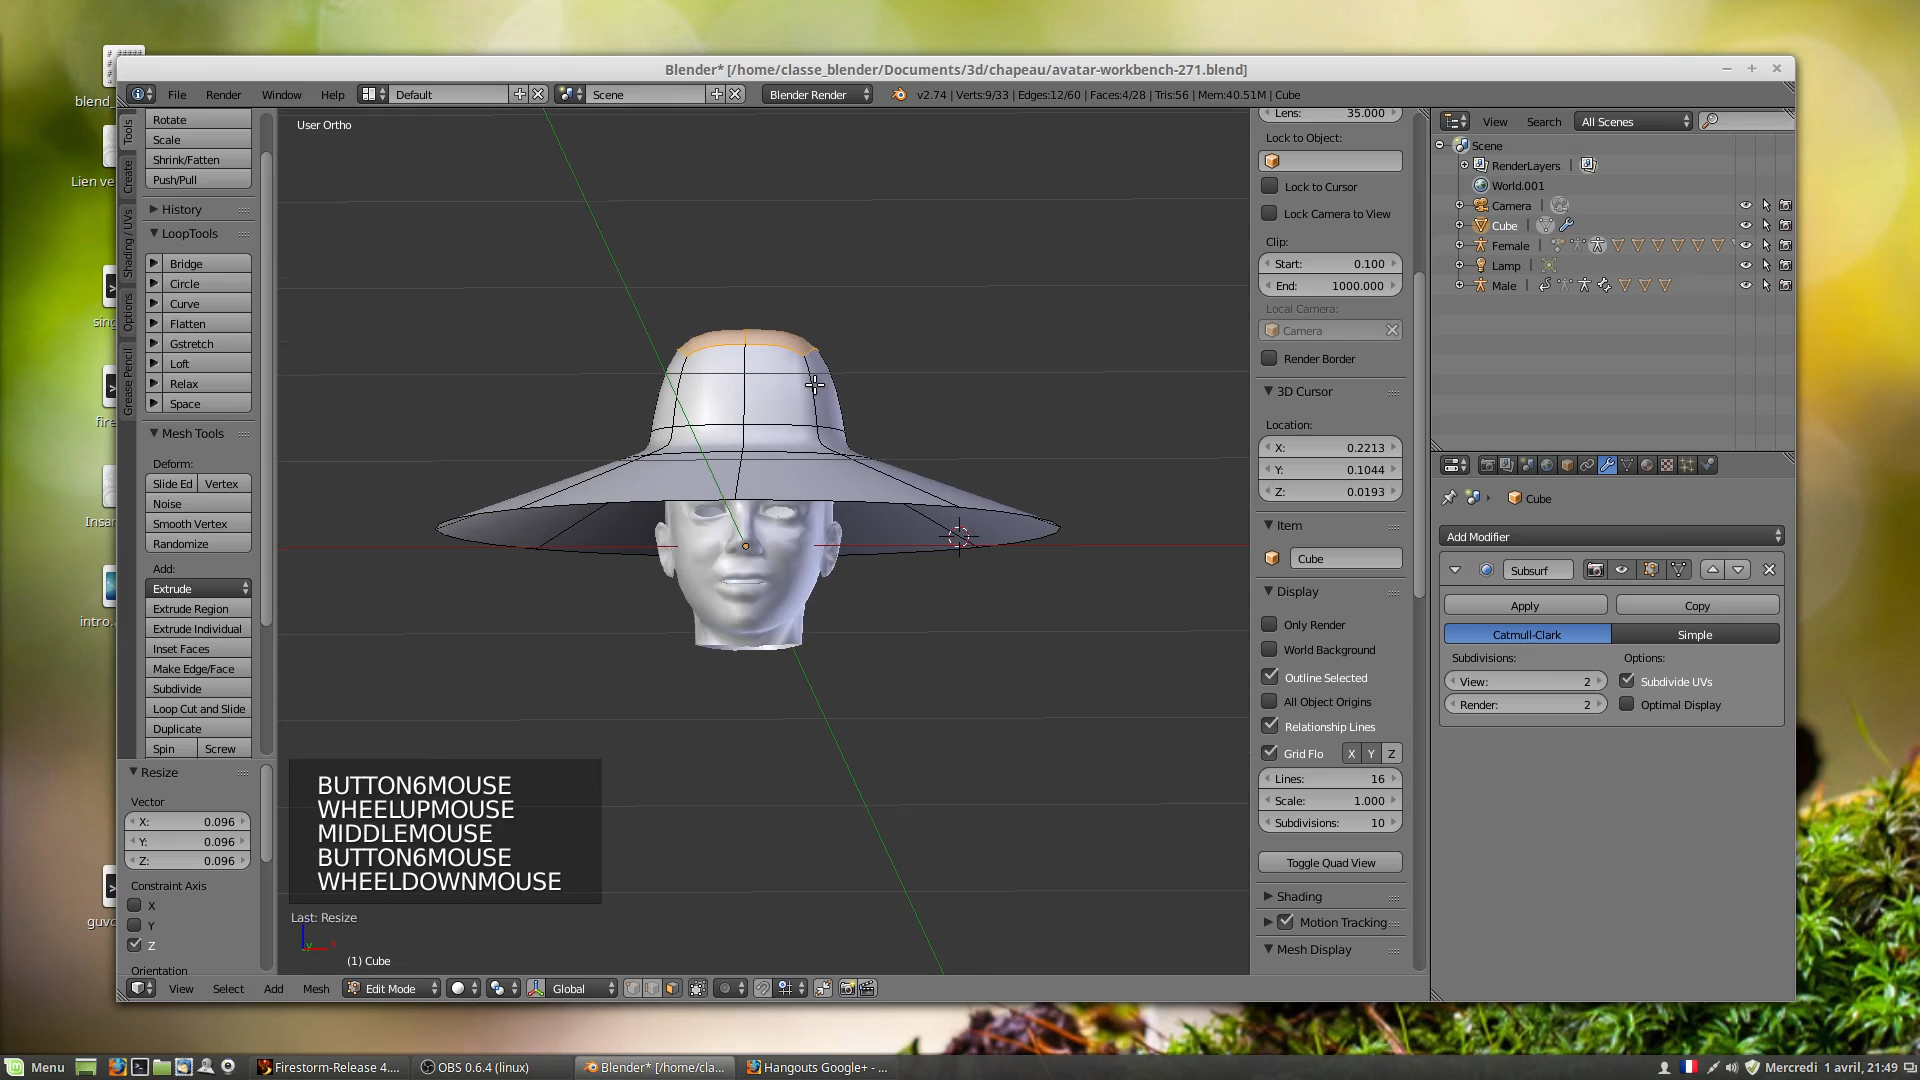 blend_
Lien ve
sing
fire
Insan
intro.
guvc
Blender* [/home/classe_blender/Documents/3d/chapeau/avatar-workbench-271.blend]
File Render Window Help Default Scene Blender Render v2.74 | Verts:9/33 | Edges:12/60 | Faces:4/28 | Tris:56 | Mem:40.51M | Cube
Tools
Create
Shading / UVs
Options
Grease Pencil
Rotate
Scale
Shrink/Fatten
Push/Pull
History
LoopTools
Bridge
Circle
Curve
Flatten
Gstretch
Loft
Relax
Space
Mesh Tools
Deform:
Slide Ed Vertex
Noise
Smooth Vertex
Randomize
Add:
Extrude
Extrude Region
Extrude Individual
Inset Faces
Make Edge/Face
Subdivide
Loop Cut and Slide
Duplicate
Spin Screw
Resize
Vector
X: 0.096
Y: 0.096
Z: 0.096
Constraint Axis
X
Y
Z
Orientation
User Ortho
BUTTON6MOUSE
WHEELUPMOUSE
MIDDLEMOUSE
BUTTON6MOUSE
WHEELDOWNMOUSE
Last: Resize
(1) Cube
View Select Add Mesh Edit Mode Global
Lens: 35.000
Lock to Object:
Lock to Cursor
Lock Camera to View
Clip:
Start: 0.100
End: 1000.000
Local Camera:
Camera
Render Border
3D Cursor
Location:
X: 0.2213
Y: 0.1044
Z: 0.0193
Item
Cube
Display
Only Render
World Background
Outline Selected
All Object Origins
Relationship Lines
Grid Flo X Y Z
Lines: 16
Scale: 1.000
Subdivisions: 10
Toggle Quad View
Shading
Motion Tracking
Mesh Display
View Search All Scenes
Scene
RenderLayers
World.001
Camera
Cube
Female
Lamp
Male
Cube
Add Modifier
Subsurf
Apply Copy
Catmull-Clark Simple
Subdivisions: Options:
View: 2 Subdivide UVs
Render: 2 Optimal Display
Menu Firestorm-Release 4.... OBS 0.6.4 (linux) Blender* [/home/cla... Hangouts Google+ - ... Mercredi 1 avril, 21:49